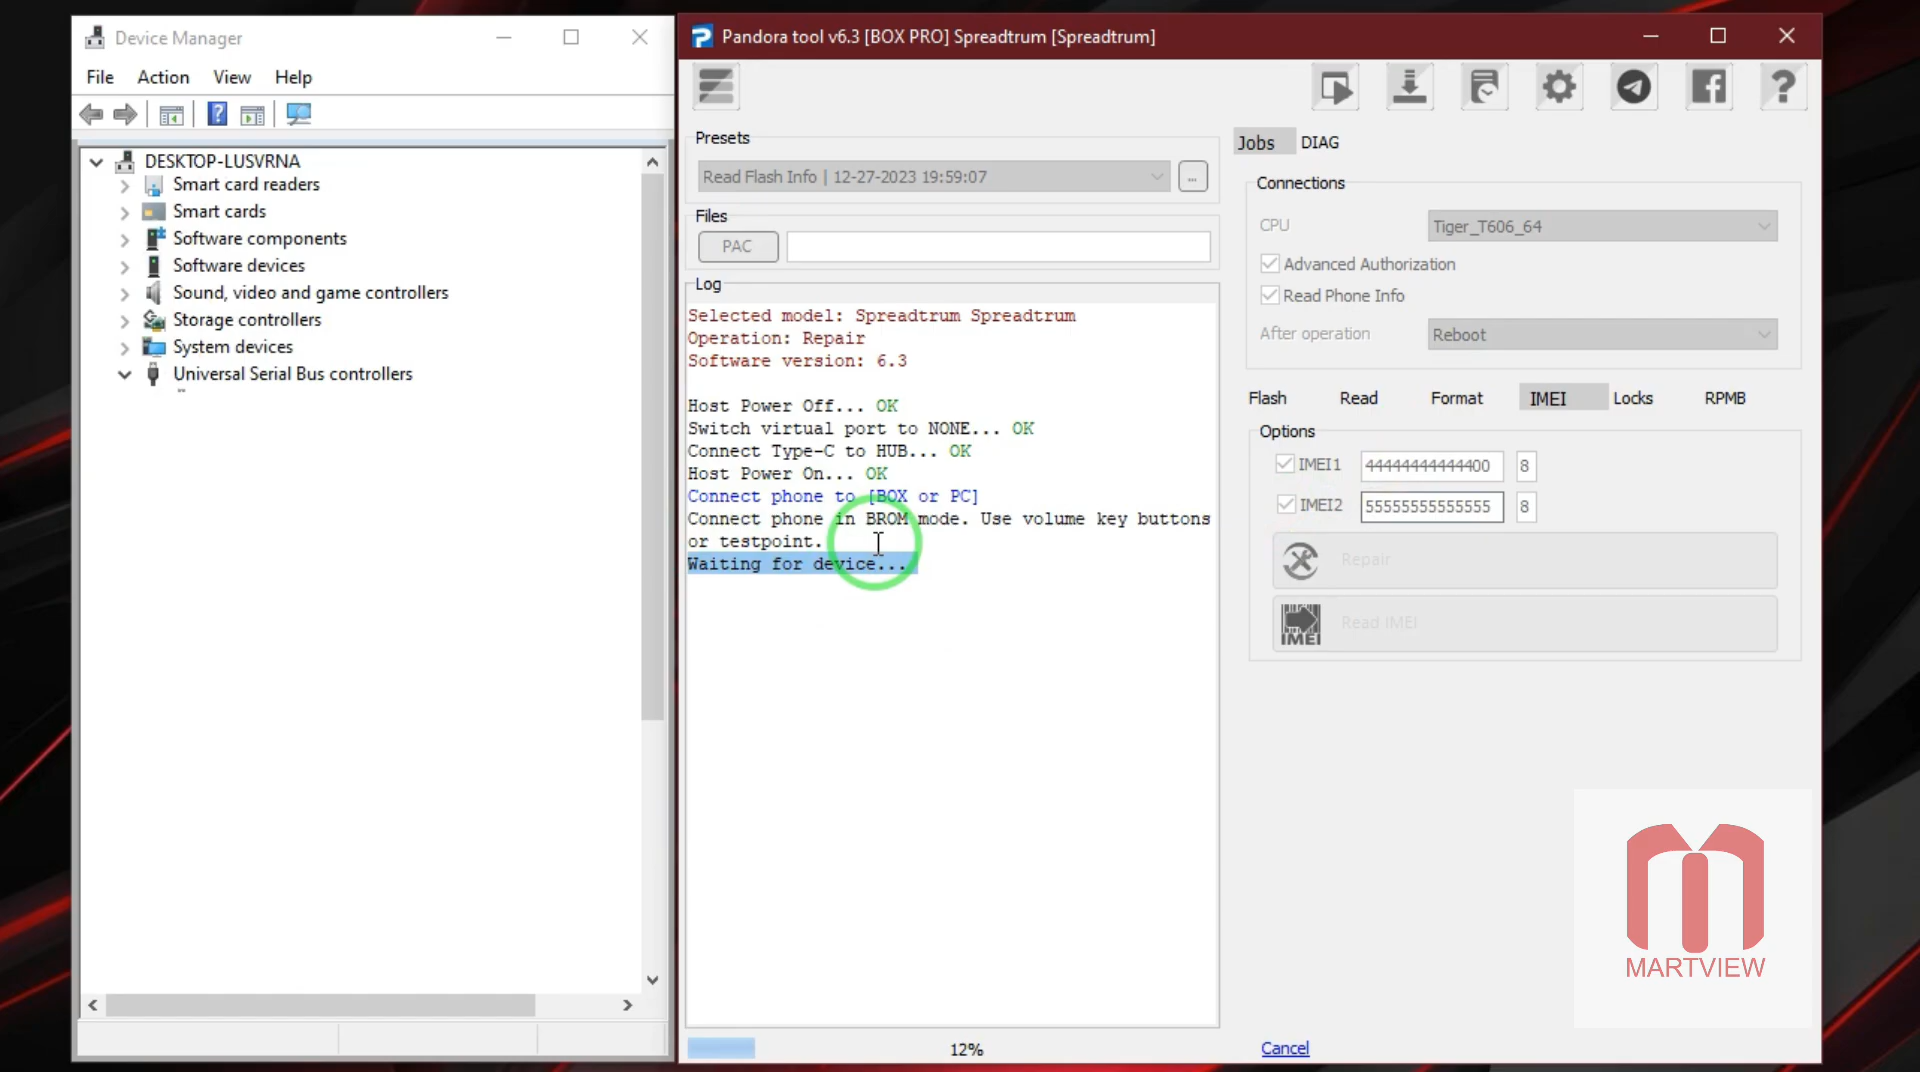 Device Manager
File Action View Help
DESKTOP-LUSVRNA
Smart card readers
Smart cards
Software components
Software devices
Sound, video and game controllers
Storage controllers
System devices
Universal Serial Bus controllers
Pandora tool v6.3 [BOX PRO] Spreadtrum [Spreadtrum]
Presets
Read Flash Info | 12-27-2023 19:59:07
...
Files
PAC
Log
Selected model: Spreadtrum Spreadtrum
Operation: Repair
Software version: 6.3
Host Power Off... OK
Switch virtual port to NONE... OK
Connect Type-C to HUB... OK
Host Power On... OK
Connect phone to [BOX or PC]
Connect phone in BROM mode. Use volume key buttons
or testpoint.
Waiting for device...
12%
Cancel
Jobs DIAG
Connections
CPU Tiger_T606_64
Advanced Authorization
Read Phone Info
After operation Reboot
Flash Read Format IMEI Locks RPMB
Options
IMEI1 44444444444400 8
IMEI2 55555555555555 8
Repair
IMEI Read IMEI
MARTVIEW